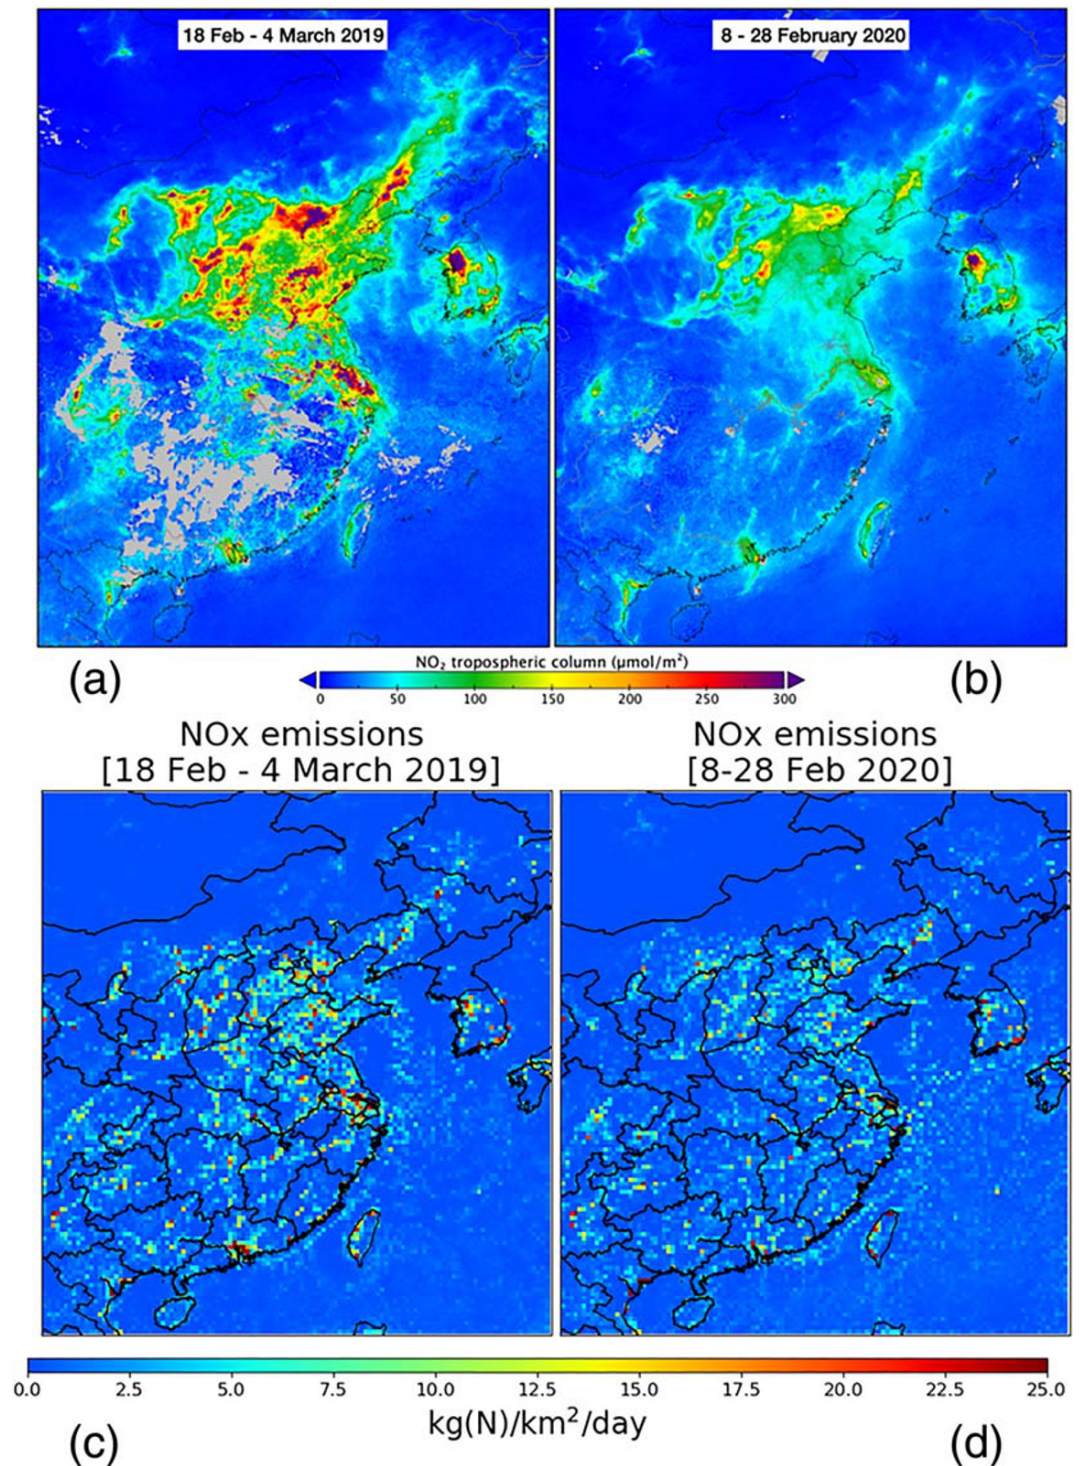 18 Feb - 4 March 2019
8 - 28 February 2020
(a)
NO₂ tropospheric column (μmol/m²)
(b)
0 50 100 150 200 250 300
NOx emissions
[18 Feb - 4 March 2019]
NOx emissions
[8-28 Feb 2020]
0.0 2.5 5.0 7.5 10.0 12.5 15.0 17.5 20.0 22.5 25.0
kg(N)/km²/day
(c)
(d)